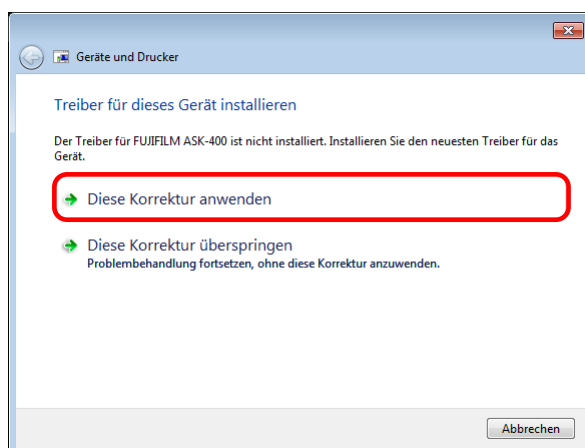 Geräte und Drucker
Treiber für dieses Gerät installieren
Der Treiber für FUJIFILM ASK-400 ist nicht installiert. Installieren Sie den neuesten Treiber für das
Gerät.
Diese Korrektur anwenden
Diese Korrektur überspringen
Problembehandlung fortsetzen, ohne diese Korrektur anzuwenden.
Abbrechen